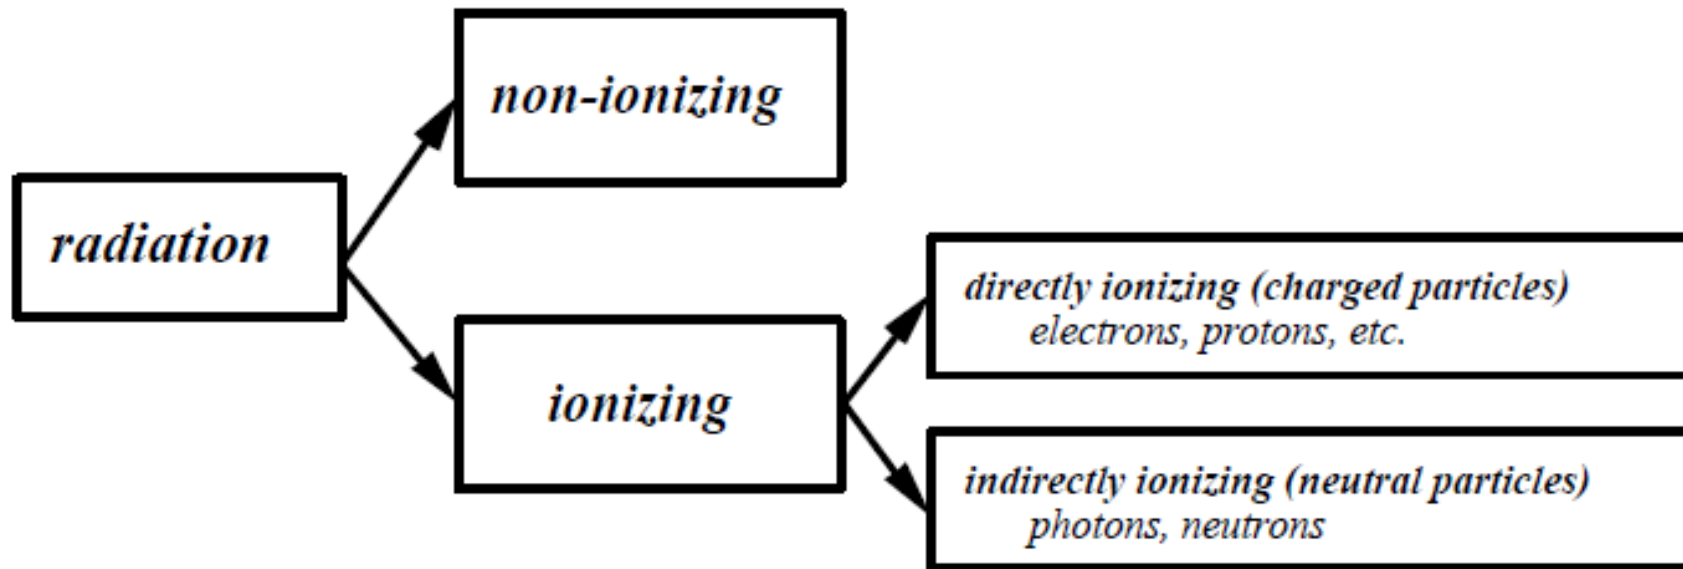 non-ionizing
radiation
ionizing
directly ionizing (charged particles)
electrons, protons, etc.
indirectly ionizing (neutral particles)
photons, neutrons